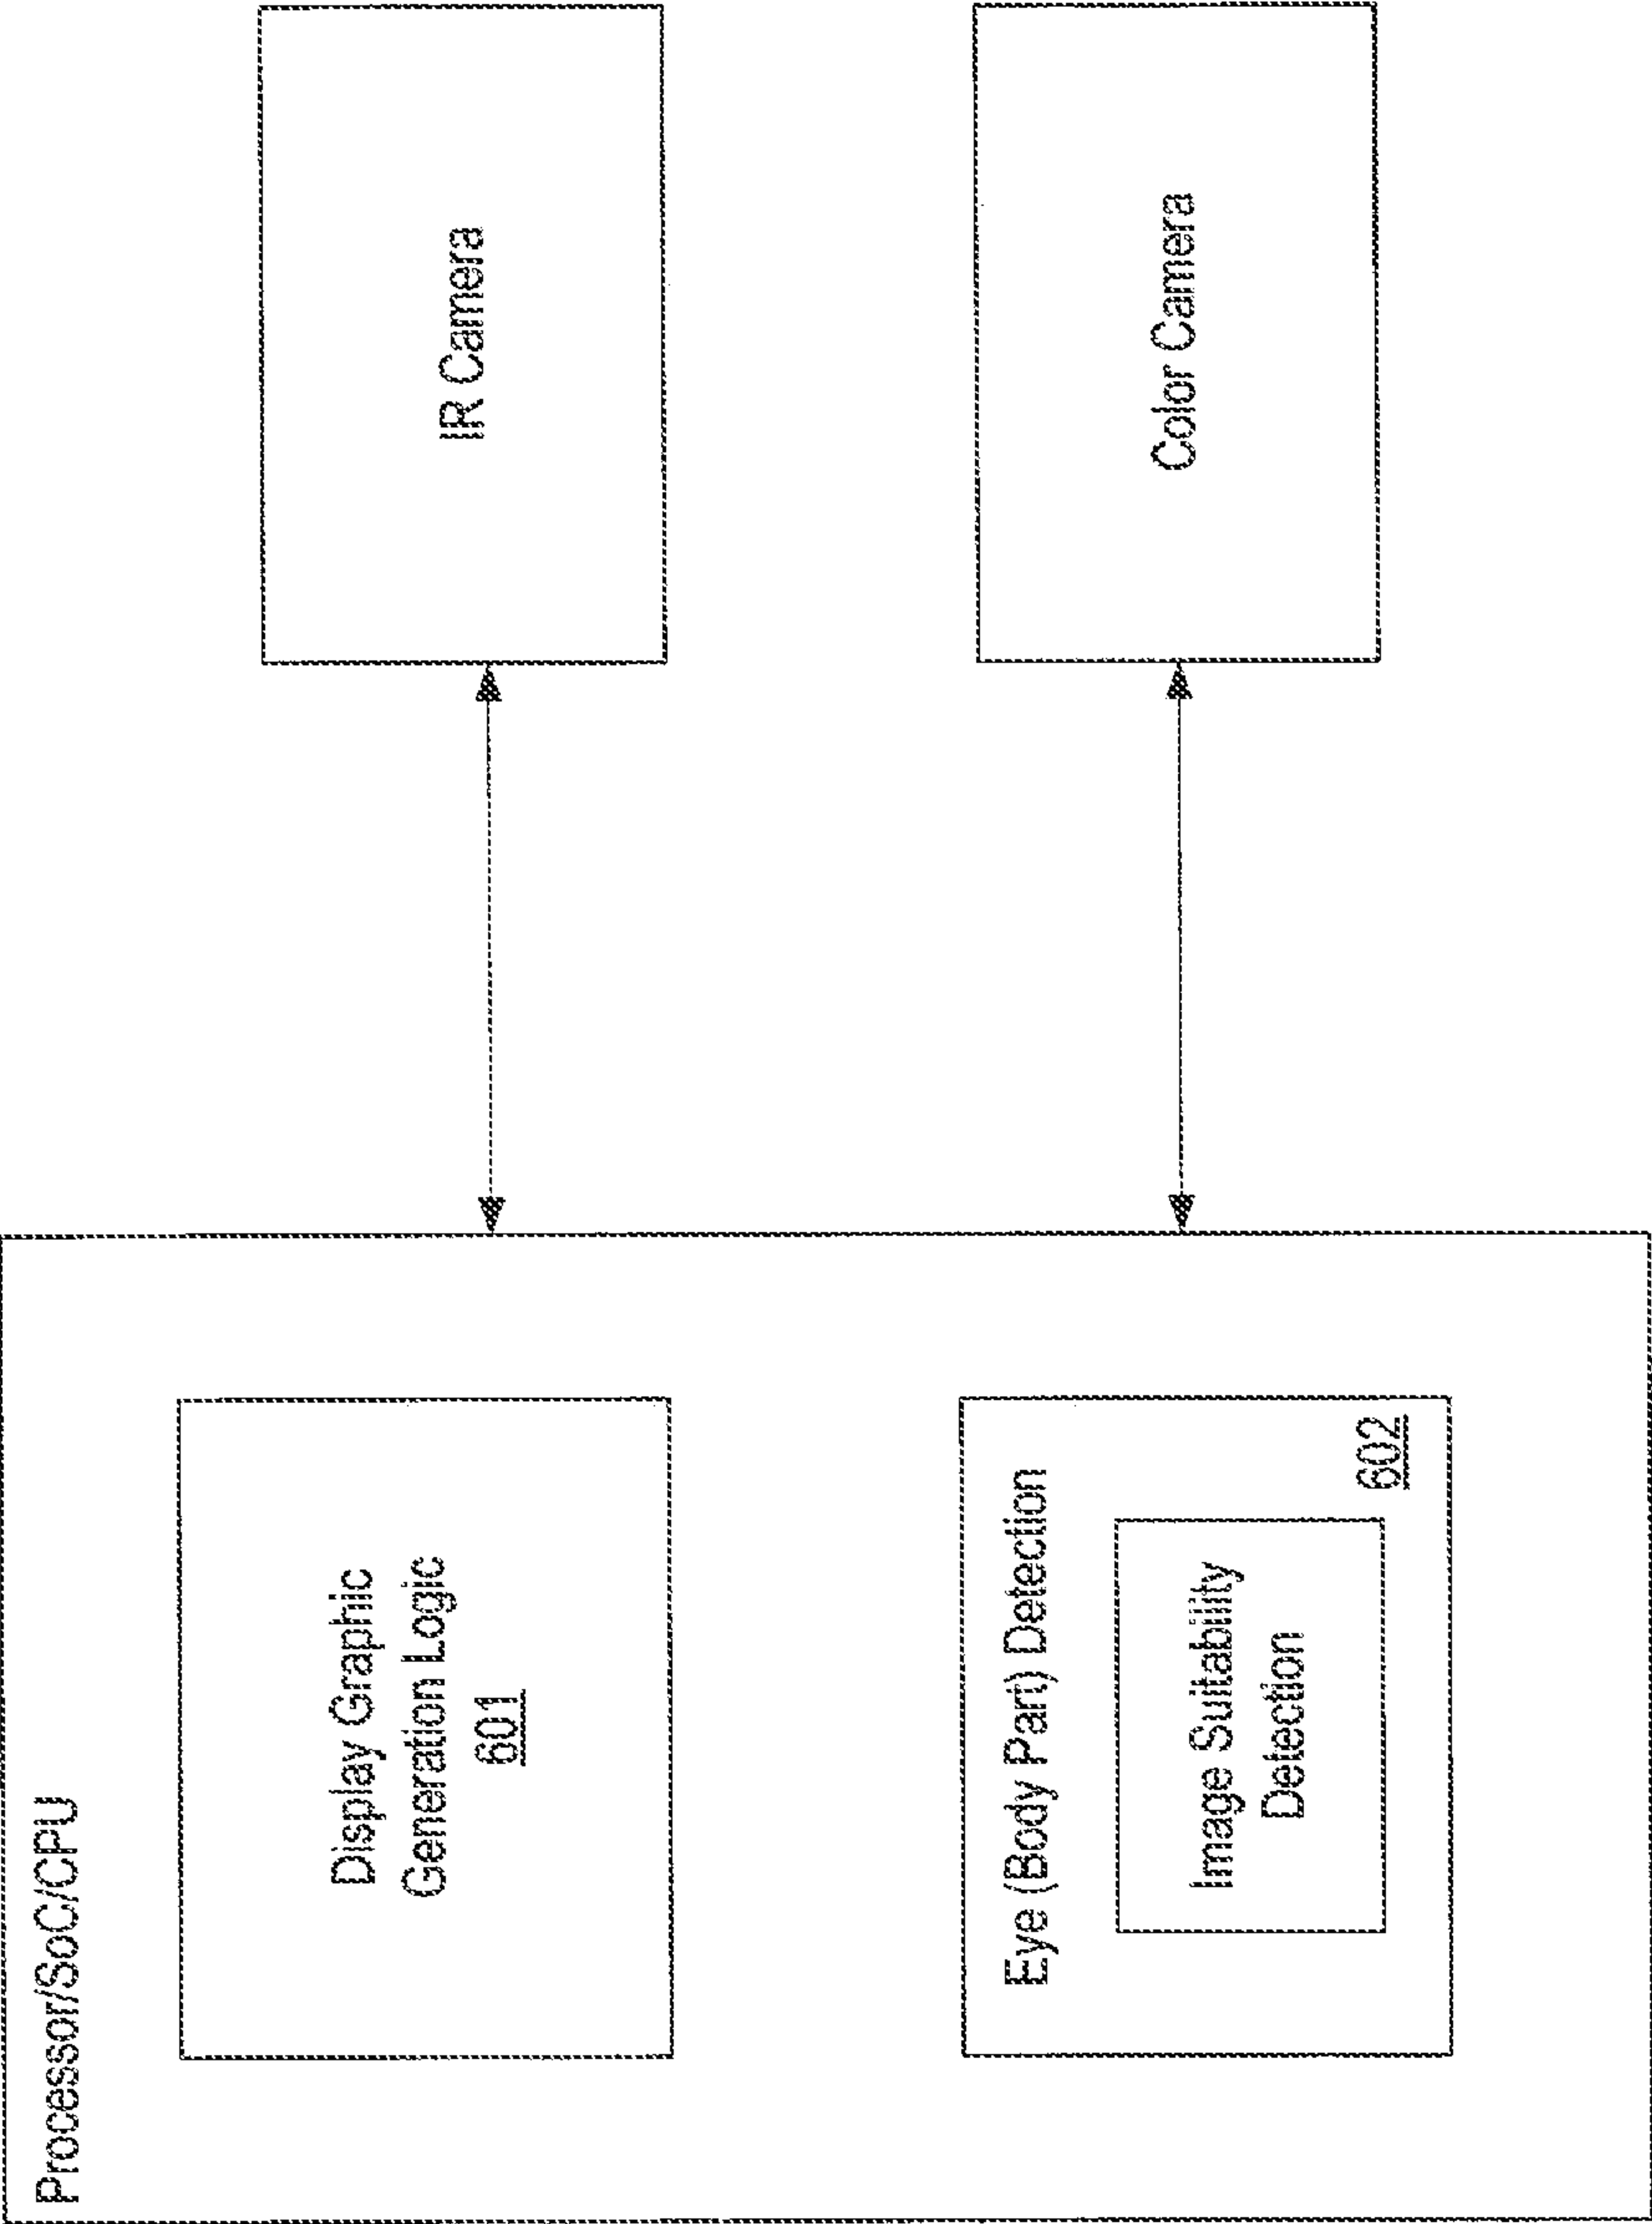 Processor/SoC/CPU
Display Graphic
Generation Logic
601
Eye (Body Part) Detection
Image Suitability
Detection
602
IR Camera
Color Camera